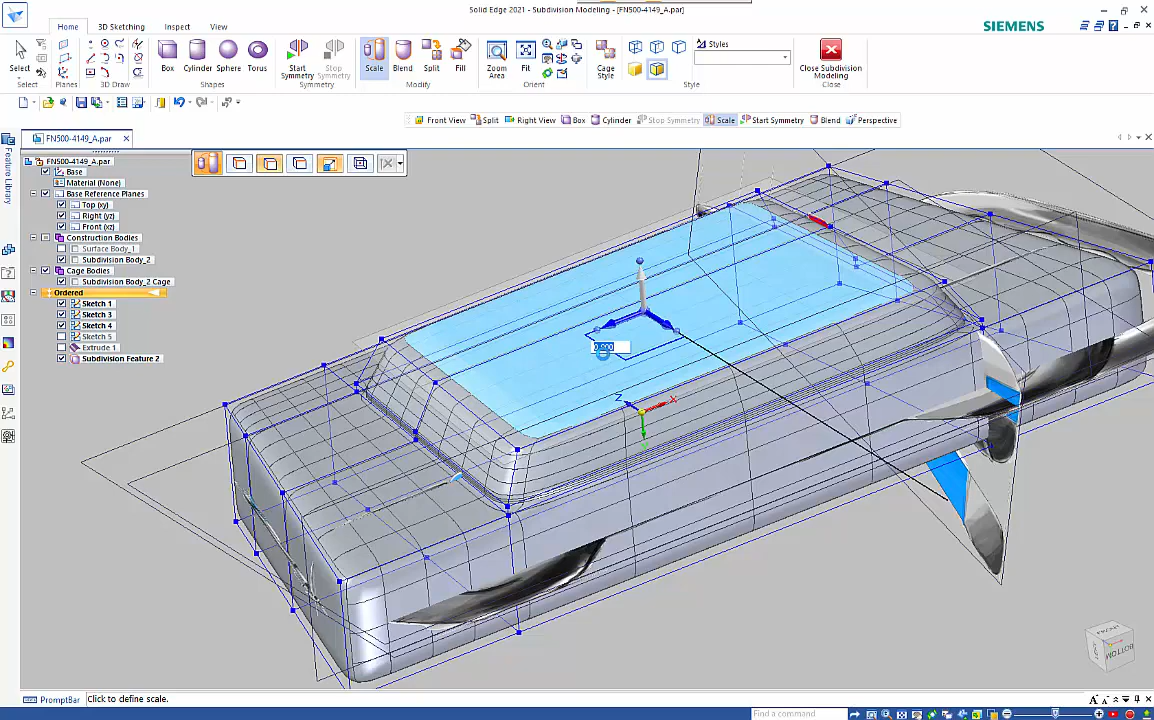 Solid Edge 2021 - Subdivision Modeling - [FN500-4149_A.par]
Home
3D Sketching
Inspect
View
SIEMENS
Select
Box
Cylinder
Sphere
Torus
Start Symmetry
Stop Symmetry
Scale
Blend
Split
Fill
Zoom Area
Fit
Cage Style
Styles
Close Subdivision Modeling
Select
Planes
3D Draw
Shapes
Symmetry
Modify
Orient
Style
Close
Front View
Split
Right View
Box
Cylinder
Stop Symmetry
Scale
Start Symmetry
Blend
Perspective
FN500-4149_A.par
Feature Library
FN500-4149_A.par
Base
Material (None)
Base Reference Planes
Top (xy)
Right (yz)
Front (xz)
Construction Bodies
Surface Body_1
Subdivision Body_2
Cage Bodies
Subdivision Body_2 Cage
Ordered
Sketch 1
Sketch 3
Sketch 4
Sketch 5
Extrude 1
Subdivision Feature 2
0.000
Z
X
BOTTOM
PromptBar
Click to define scale.
Find a command